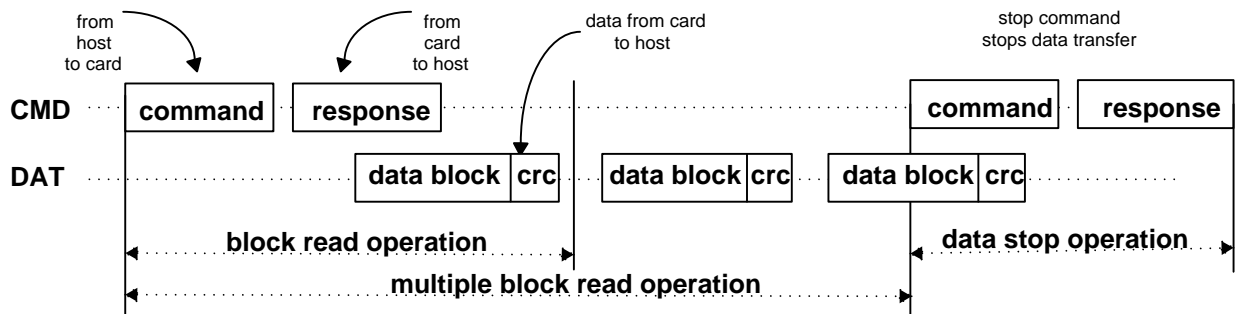 from
host
to card
from
card
to host
data from card
to host
stop command
stops data transfer
CMD command response command response
DAT data block crc data block crc data block crc
block read operation data stop operation
multiple block read operation